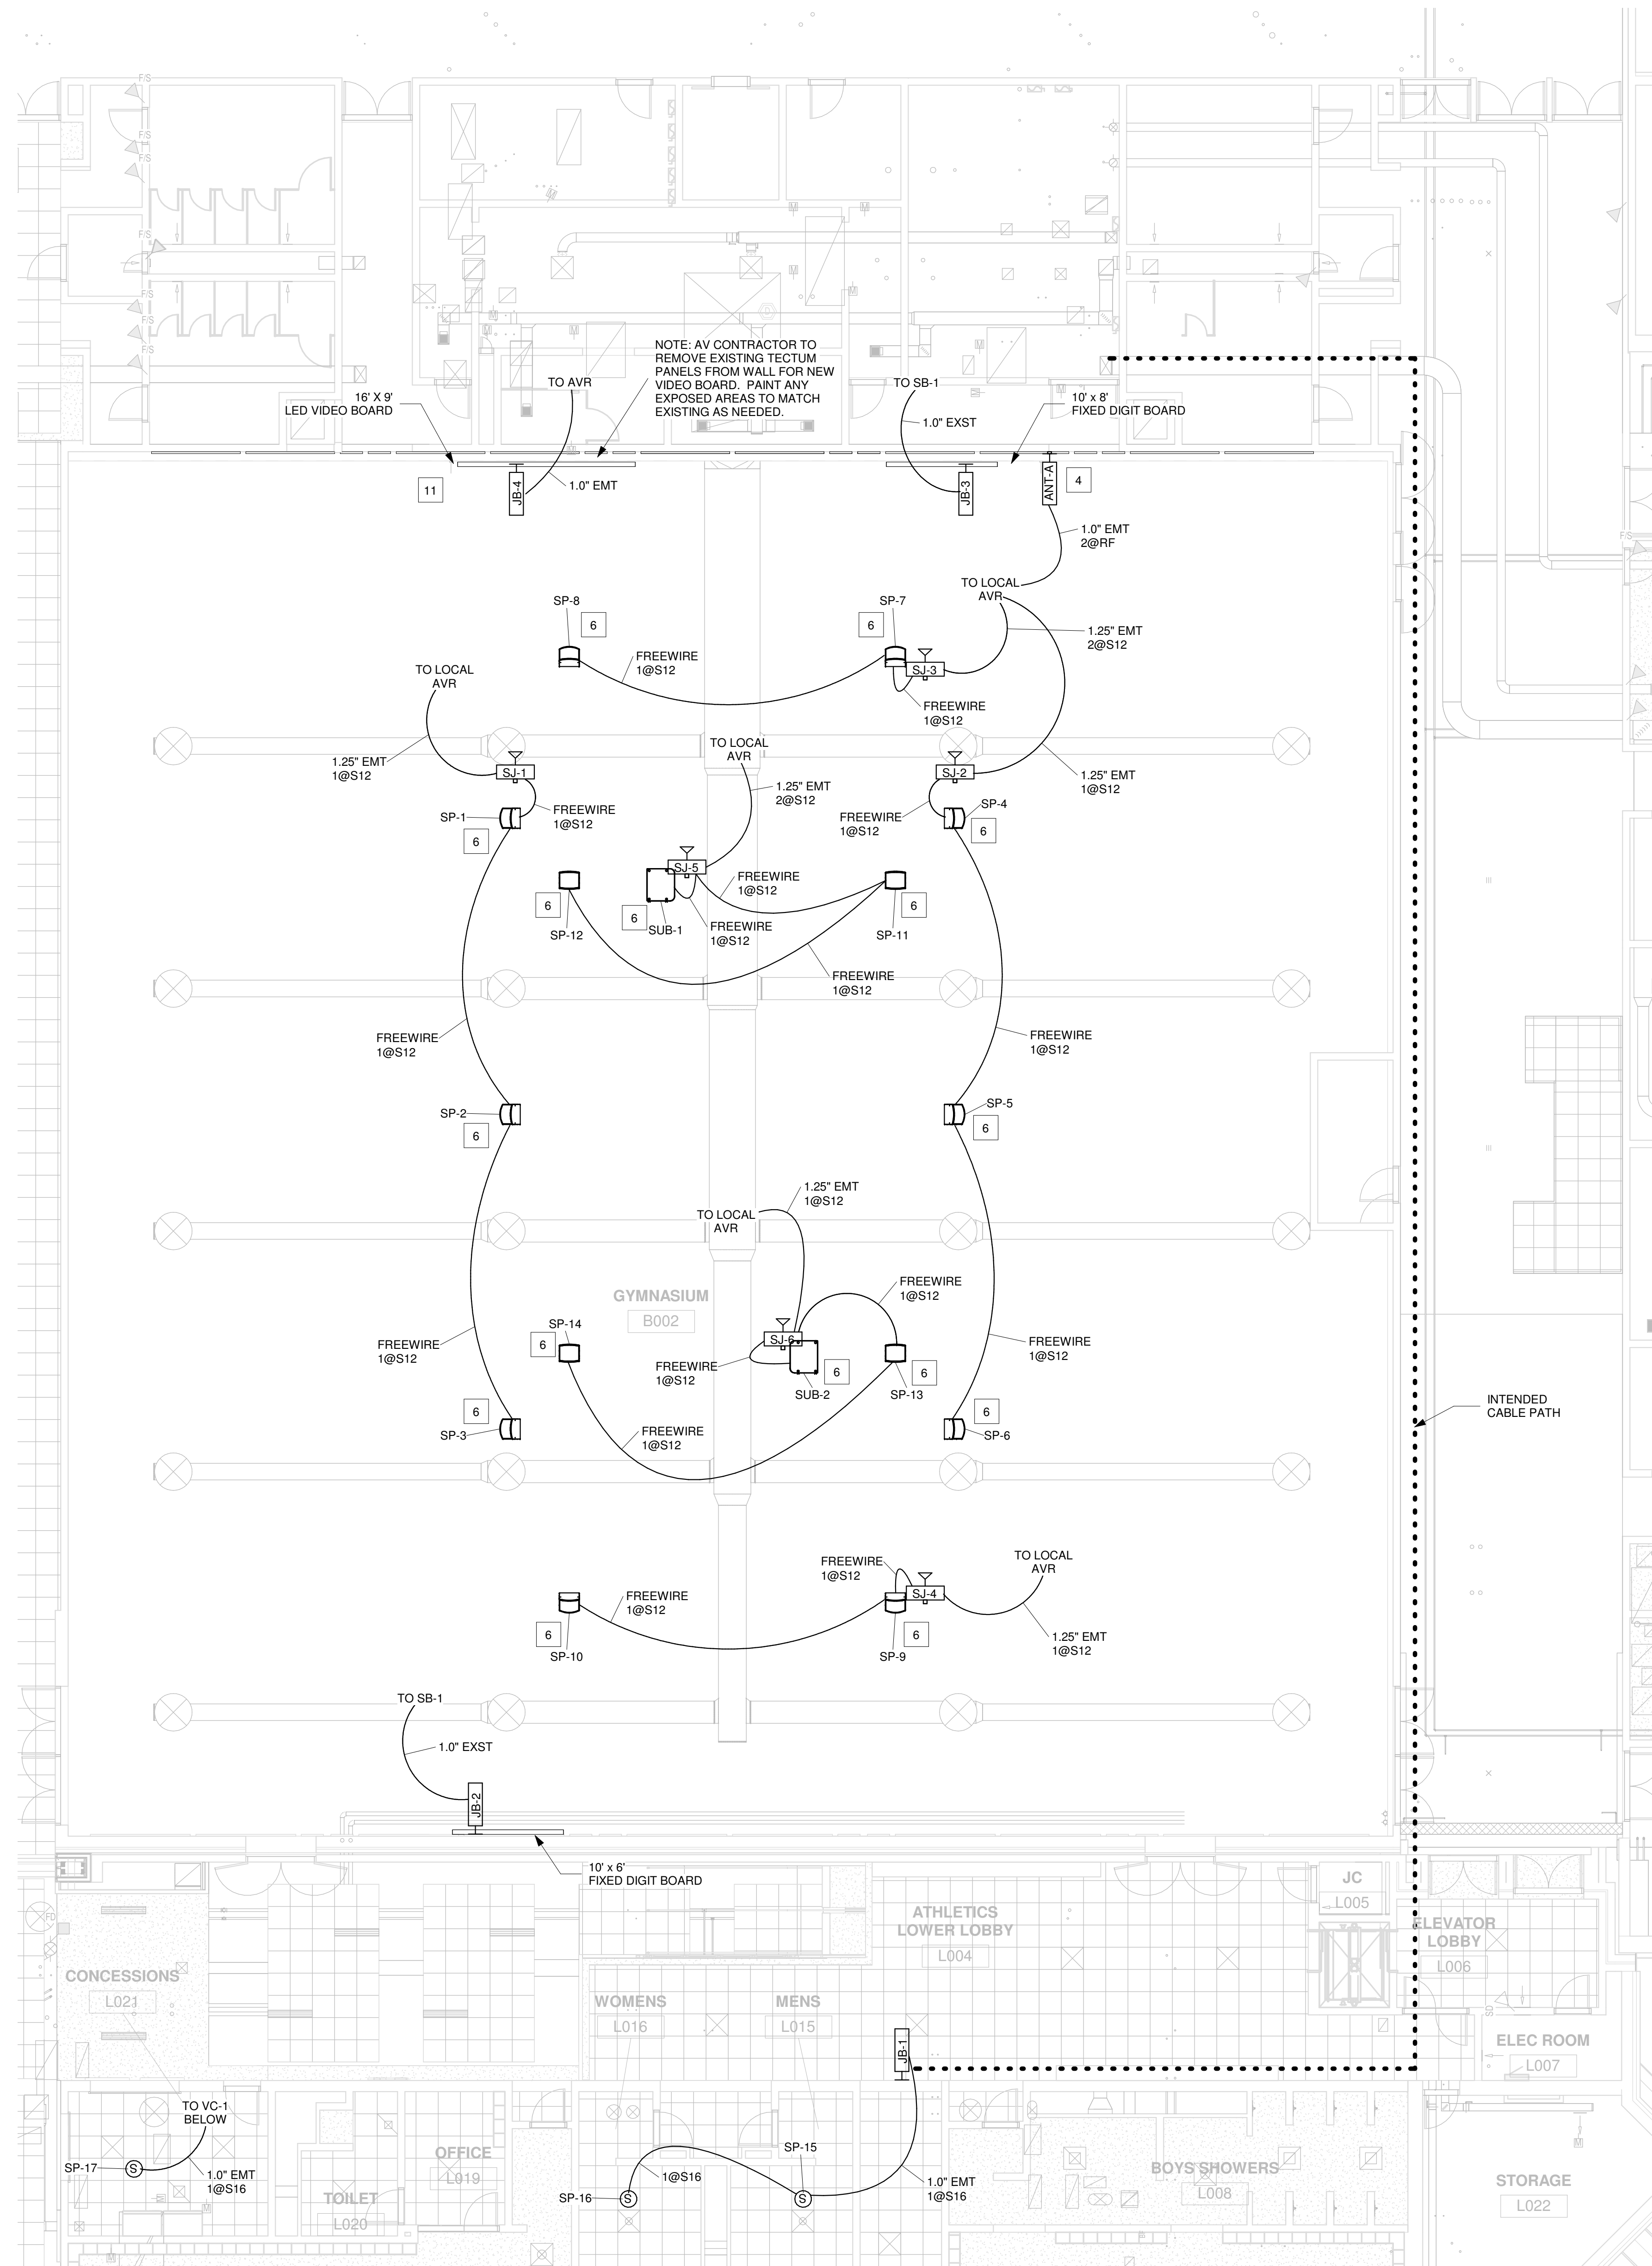 F/S
F/S
F/S
F/S
F/S
F/S
F/S
M
M
M
M
M
M
M
M
NOTE: AV CONTRACTOR TO
REMOVE EXISTING TECTUM
PANELS FROM WALL FOR NEW
VIDEO BOARD. PAINT ANY
EXPOSED AREAS TO MATCH
EXISTING AS NEEDED.
TO AVR
TO SB-1
16' X 9'
LED VIDEO BOARD
10' x 8'
FIXED DIGIT BOARD
1.0" EXST
11
JB-4
1.0" EMT
JB-3
ANT-A
4
1.0" EMT
2@RF
F/S
TO LOCAL
AVR
SP-8
6
SP-7
6
1.25" EMT
2@S12
FREEWIRE
1@S12
SJ-3
TO LOCAL
AVR
FREEWIRE
1@S12
TO LOCAL
AVR
1.25" EMT
1@S12
SJ-1
SJ-2
1.25" EMT
1@S12
1.25" EMT
2@S12
SP-1
6
FREEWIRE
1@S12
FREEWIRE
1@S12
SP-4
6
SJ-5
FREEWIRE
1@S12
6
SP-12
6
SUB-1
FREEWIRE
1@S12
6
SP-11
FREEWIRE
1@S12
FREEWIRE
1@S12
FREEWIRE
1@S12
SP-2
6
SP-5
6
1.25" EMT
1@S12
TO LOCAL
AVR
GYMNASIUM
B002
FREEWIRE
1@S12
SP-14
6
SJ-6
FREEWIRE
1@S12
FREEWIRE
1@S12
FREEWIRE
1@S12
6
SUB-2
6
SP-13
INTENDED
CABLE PATH
6
SP-3
6
SP-6
FREEWIRE
1@S12
FREEWIRE
1@S12
TO LOCAL
AVR
SJ-4
FREEWIRE
1@S12
6
SP-10
6
SP-9
1.25" EMT
1@S12
TO SB-1
1.0" EXST
JB-2
10' x 6'
FIXED DIGIT BOARD
JC
L005
ATHLETICS
LOWER LOBBY
L004
ELEVATOR
LOBBY
L006
FD
CONCESSIONS
L021
WOMENS
L016
MENS
L015
SD
JB-1
ELEC ROOM
L007
TO VC-1
BELOW
OFFICE
L019
SP-15
M
SP-17
S
1.0" EMT
1@S16
1@S16
1.0" EMT
1@S16
BOYS SHOWERS
L008
STORAGE
L022
TOILET
L020
SP-16
S
S
M
M